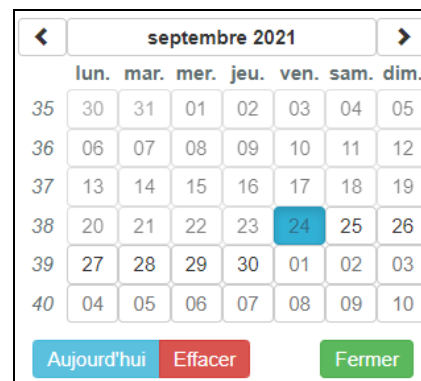 septembre 2021
lun. mar. mer. jeu. ven. sam. dim.
35 30 31 01 02 03 04 05
36 06 07 08 09 10 11 12
37 13 14 15 16 17 18 19
38 20 21 22 23 24 25 26
39 27 28 29 30 01 02 03
40 04 05 06 07 08 09 10
Aujourd'hui Effacer Fermer